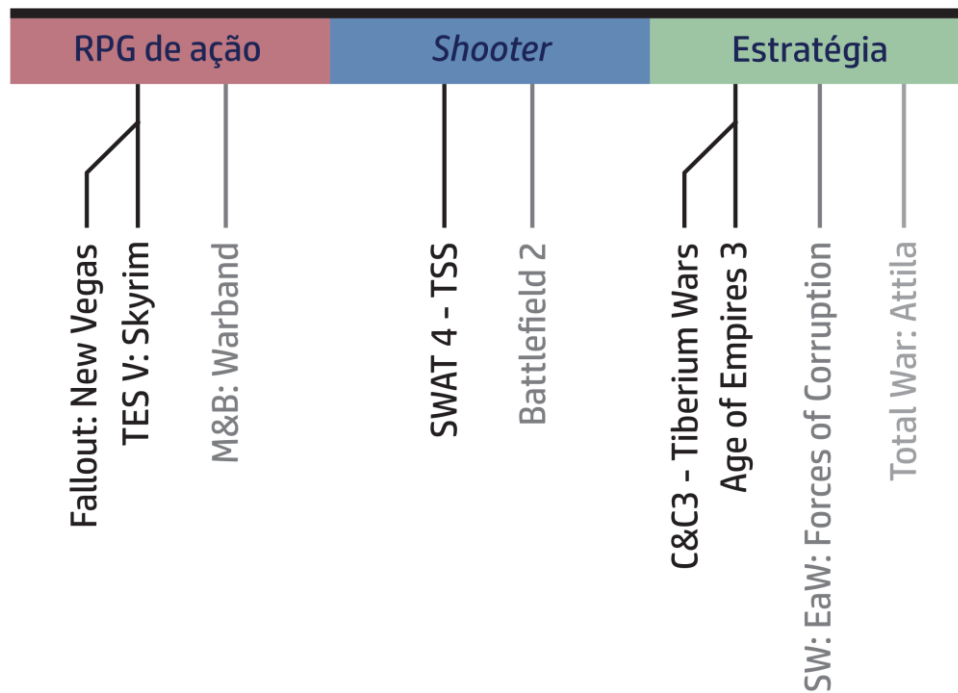 RPG de ação
Shooter
Estratégia
Fallout: New Vegas
TES V: Skyrim
M&B: Warband
SWAT 4 - TSS
Battlefield 2
C&C3 - Tiberium Wars
Age of Empires 3
SW: EaW: Forces of Corruption
Total War: Attila